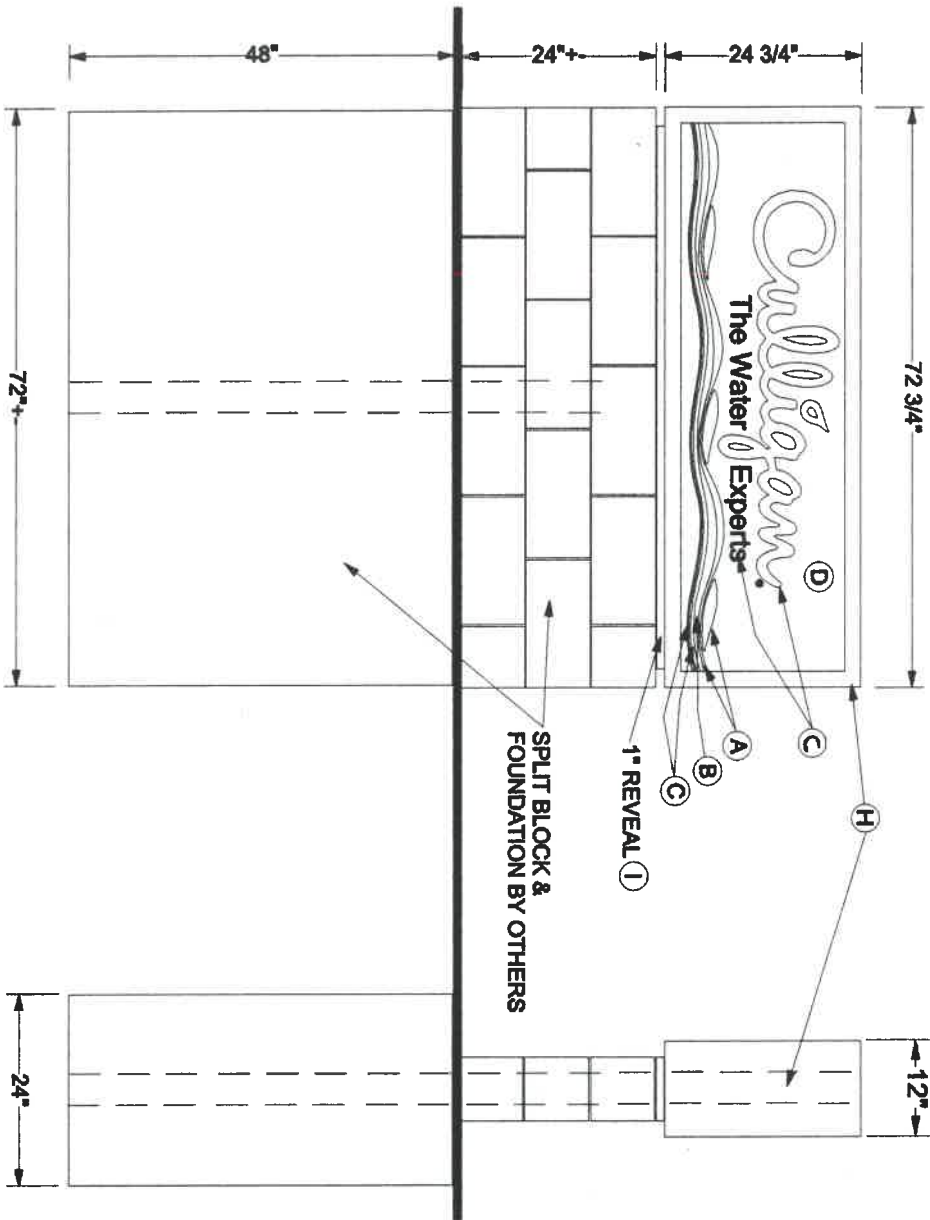 72 3/4"
12"
24 3/4"
Culligan
D
C
H
The Water Experts
A
B
C
1" REVEAL I
24"+-
SPLIT BLOCK &
FOUNDATION BY OTHERS
48"
72"+
24"